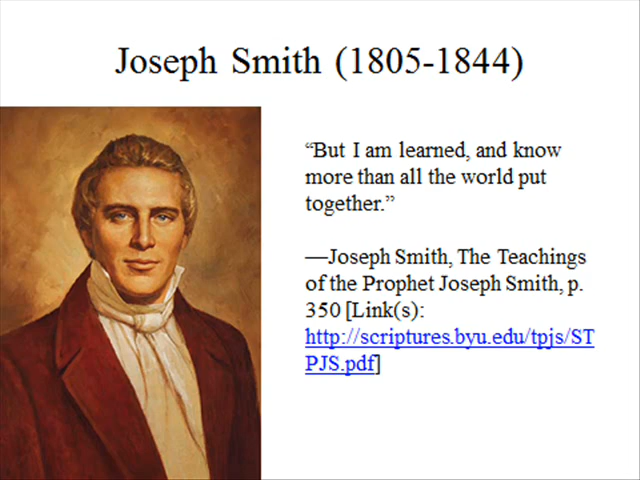 Joseph Smith (1805-1844)
“But I am learned, and know
more than all the world put
together.”
—Joseph Smith, The Teachings
of the Prophet Joseph Smith, p.
350 [Link(s):
http://scriptures.byu.edu/tpjs/ST
PJS.pdf]